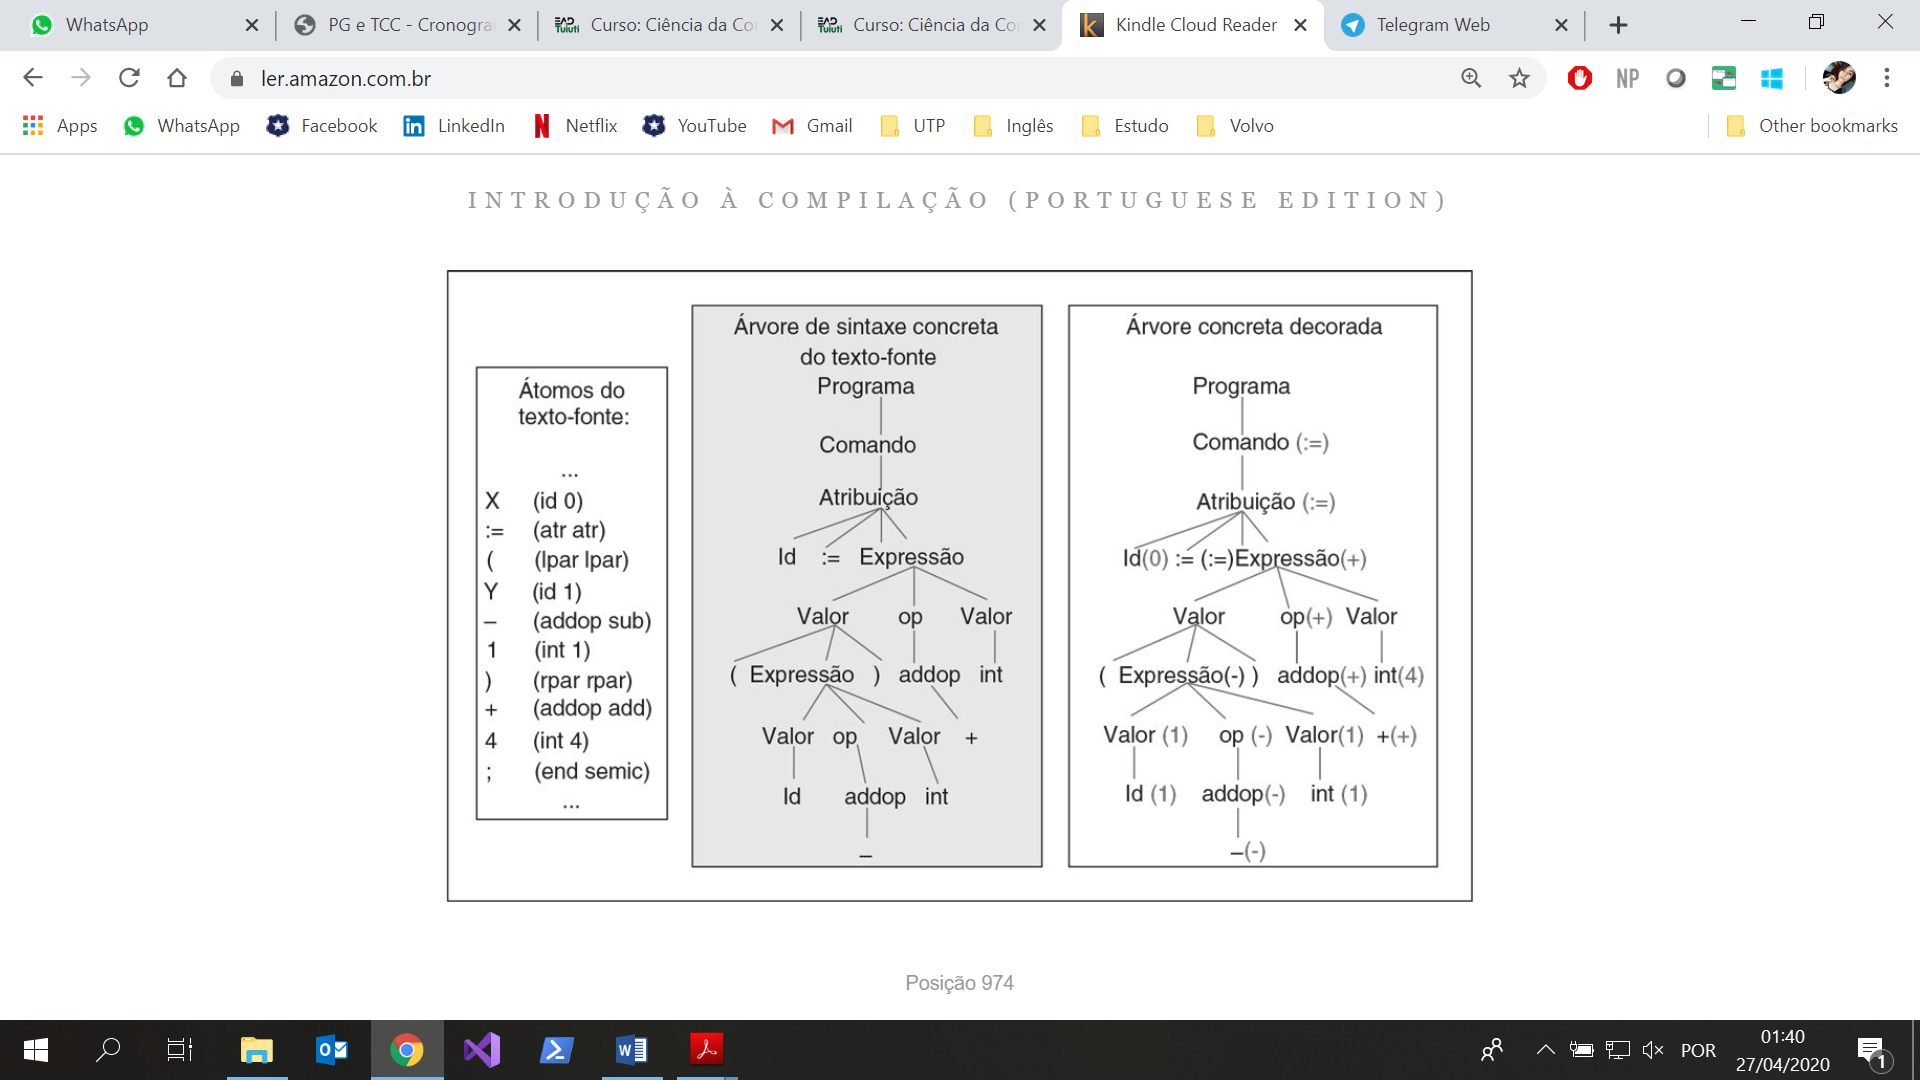 WhatsApp
PG e TCC - Cronogra
Curso: Ciência da Co
Curso: Ciência da Co
Kindle Cloud Reader
Telegram Web
ler.amazon.com.br
NP
Apps WhatsApp Facebook LinkedIn Netflix YouTube Gmail UTP Inglês Estudo Volvo Other bookmarks
INTRODUÇÃO À COMPILAÇÃO (PORTUGUESE EDITION)
Átomos do
texto-fonte:
...
X (id 0)
:= (atr atr)
( (lpar lpar)
Y (id 1)
– (addop sub)
1 (int 1)
) (rpar rpar)
+ (addop add)
4 (int 4)
; (end semic)
...
Árvore de sintaxe concreta
do texto-fonte
Programa
Comando
Atribuição
Id := Expressão
Valor op Valor
( Expressão ) addop int
Valor op Valor +
Id addop int
–
Árvore concreta decorada
Programa
Comando (:=)
Atribuição (:=)
Id(0) := (:=)Expressão(+)
Valor op(+) Valor
( Expressão(-) ) addop(+) int(4)
Valor (1) op (-) Valor(1) +(+)
Id (1) addop(-) int (1)
–(-)
Posição 974
POR
01:40
27/04/2020
1